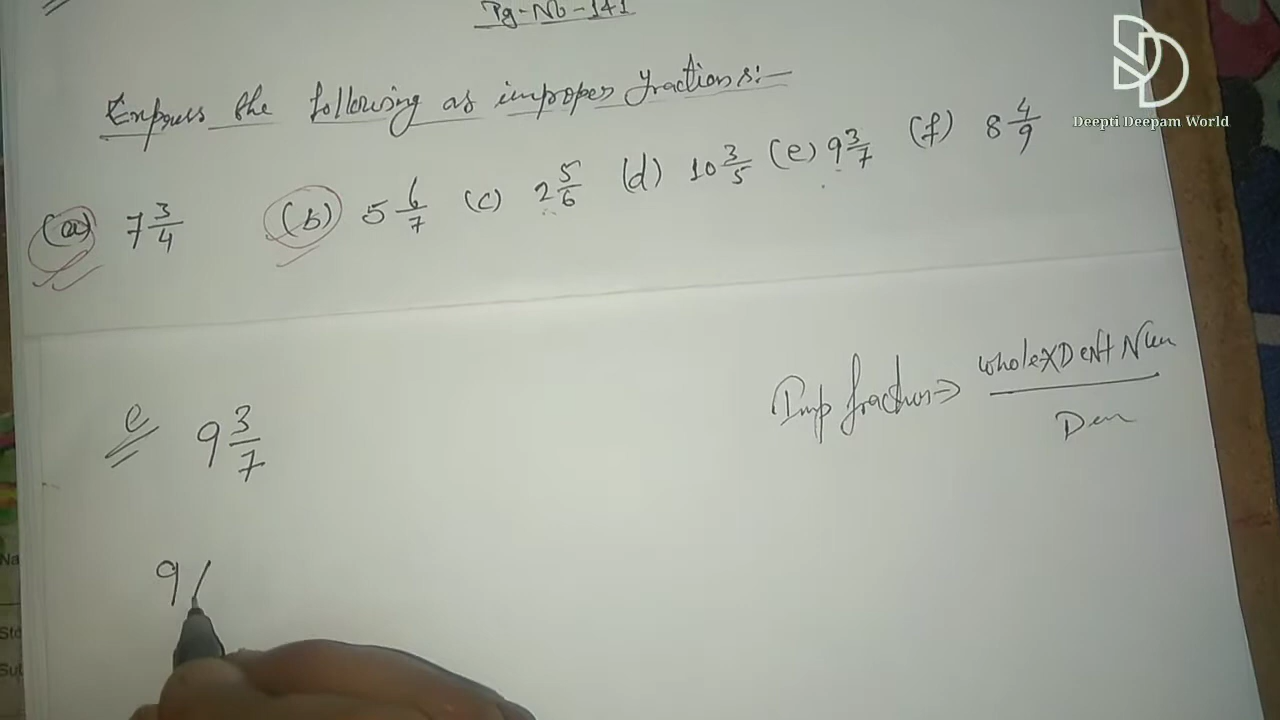 Pg-No-141
Express the following as improper fractions:-
(a) 7 3/4 (b) 5 6/7 (c) 2 5/6 (d) 10 3/5 (e) 9 3/7 (f) 8 4/9
Imp fraction => whole X Den + Num / Den
e 9 3/7
9
Deepti Deepam World